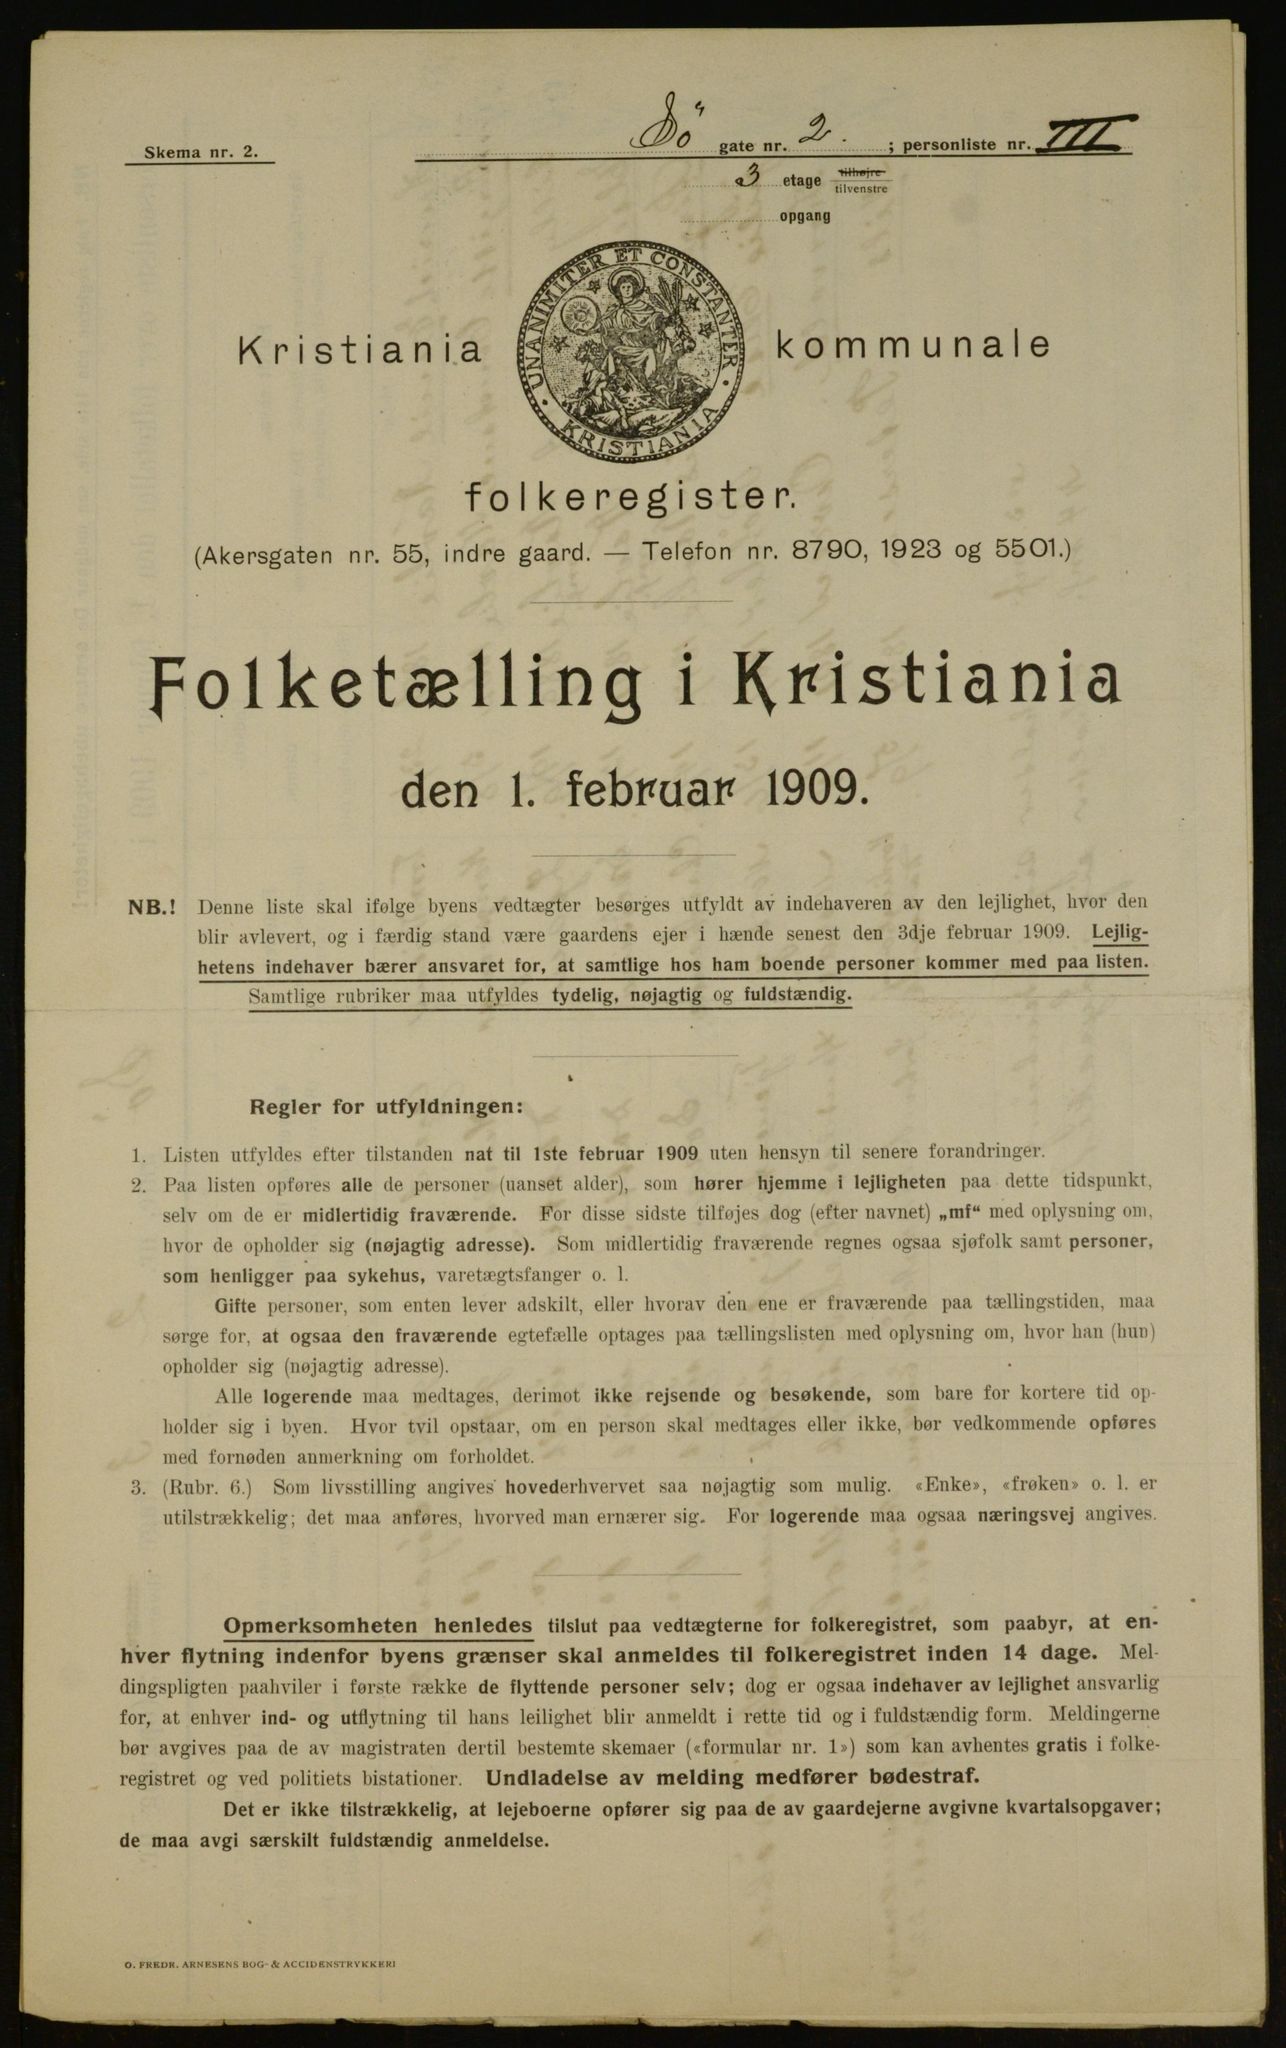 Skema nr. 2.
Sö gate nr. 2. ; personliste nr. III
3 etage tilhøjre
tilvenstre
opgang
UNANIMITER ET CONSTANTER
KRISTIANIA
Kristiania kommunale
folkeregister.
(Akersgaten nr. 55, indre gaard. — Telefon nr. 8790, 1923 og 5501.)
Folketælling i Kristiania
den 1. februar 1909.
NB.! Denne liste skal ifølge byens vedtægter besørges utfyldt av indehaveren av den lejlighet, hvor den
blir avlevert, og i færdig stand være gaardens ejer i hænde senest den 3dje februar 1909. Lejlig-
hetens indehaver bærer ansvaret for, at samtlige hos ham boende personer kommer med paa listen.
Samtlige rubriker maa utfyldes tydelig, nøjagtig og fuldstændig.
Regler for utfyldningen:
1. Listen utfyldes efter tilstanden nat til 1ste februar 1909 uten hensyn til senere forandringer.
2. Paa listen opføres alle de personer (uanset alder), som hører hjemme i lejligheten paa dette tidspunkt,
selv om de er midlertidig fraværende. For disse sidste tilføjes dog (efter navnet) „mf“ med oplysning om,
hvor de opholder sig (nøjagtig adresse). Som midlertidig fraværende regnes ogsaa sjøfolk samt personer,
som henligger paa sykehus, varetægtsfanger o. l.
Gifte personer, som enten lever adskilt, eller hvorav den ene er fraværende paa tællingstiden, maa
sørge for, at ogsaa den fraværende egtefælle optages paa tællingslisten med oplysning om, hvor han (hun)
opholder sig (nøjagtig adresse).
Alle logerende maa medtages, derimot ikke rejsende og besøkende, som bare for kortere tid op-
holder sig i byen. Hvor tvil opstaar, om en person skal medtages eller ikke, bør vedkommende opføres
med fornøden anmerkning om forholdet.
3. (Rubr. 6.) Som livsstilling angives hovederhvervet saa nøjagtig som mulig. «Enke», «frøken» o. l. er
utilstrækkelig; det maa anføres, hvorved man ernærer sig. For logerende maa ogsaa næringsvej angives.
Opmerksomheten henledes tilslut paa vedtægterne for folkeregistret, som paabyr, at en-
hver flytning indenfor byens grænser skal anmeldes til folkeregistret inden 14 dage. Mel-
dingspligten paahviler i første række de flyttende personer selv; dog er ogsaa indehaver av lejlighet ansvarlig
for, at enhver ind- og utflytning til hans leilighet blir anmeldt i rette tid og i fuldstændig form. Meldingerne
bør avgives paa de av magistraten dertil bestemte skemaer («formular nr. 1») som kan avhentes gratis i folke-
registret og ved politiets bistationer. Undladelse av melding medfører bødestraf.
Det er ikke tilstrækkelig, at lejeboerne opfører sig paa de av gaardejerne avgivne kvartalsopgaver;
de maa avgi særskilt fuldstændig anmeldelse.
O. FREDR. ARNESENS BOG- & ACCIDENSTRYKKERI